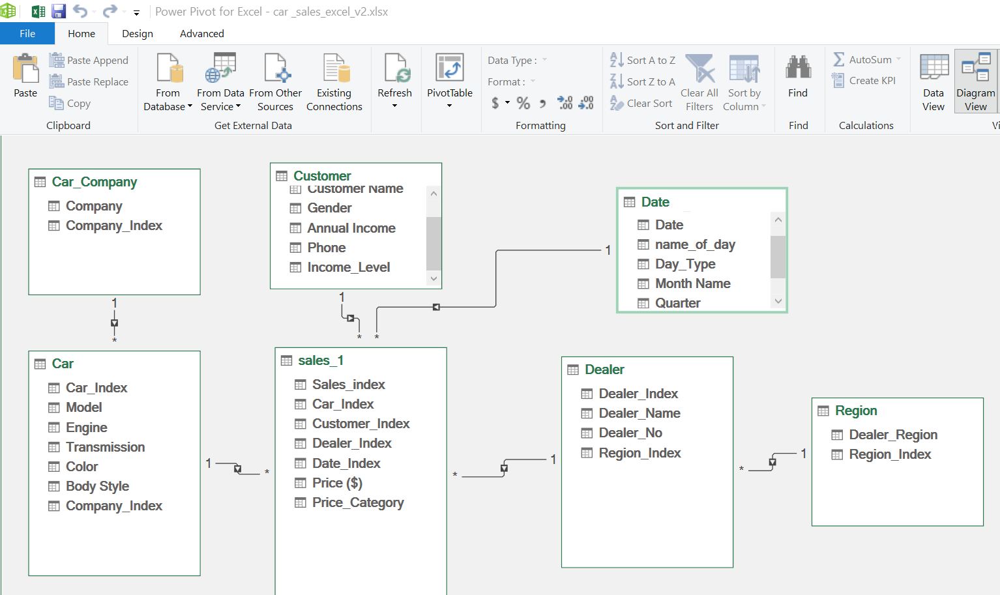 Power Pivot for Excel - car _sales_excel_v2.xlsx
File Home Design Advanced
Paste
Paste Append
Paste Replace
Copy
Clipboard
From Database
From Data Service
From Other Sources
Existing Connections
Get External Data
Refresh
PivotTable
Data Type :
Format :
$ % , .0 .00 .00 .0
Formatting
Sort A to Z
Sort Z to A
Clear Sort
Clear All Filters
Sort by Column
Sort and Filter
Find
Find
AutoSum
Create KPI
Calculations
Data View
Diagram View
Vi
Car_Company
Company
Company_Index
1
*
Customer
Customer Name
Gender
Annual Income
Phone
Income_Level
1
*
Date
Date
name_of_day
Day_Type
Month Name
Quarter
1
*
Car
Car_Index
Model
Engine
Transmission
Color
Body Style
Company_Index
1
*
sales_1
Sales_index
Car_Index
Customer_Index
Dealer_Index
Date_Index
Price ($)
Price_Category
*
1
Dealer
Dealer_Index
Dealer_Name
Dealer_No
Region_Index
*
1
Region
Dealer_Region
Region_Index